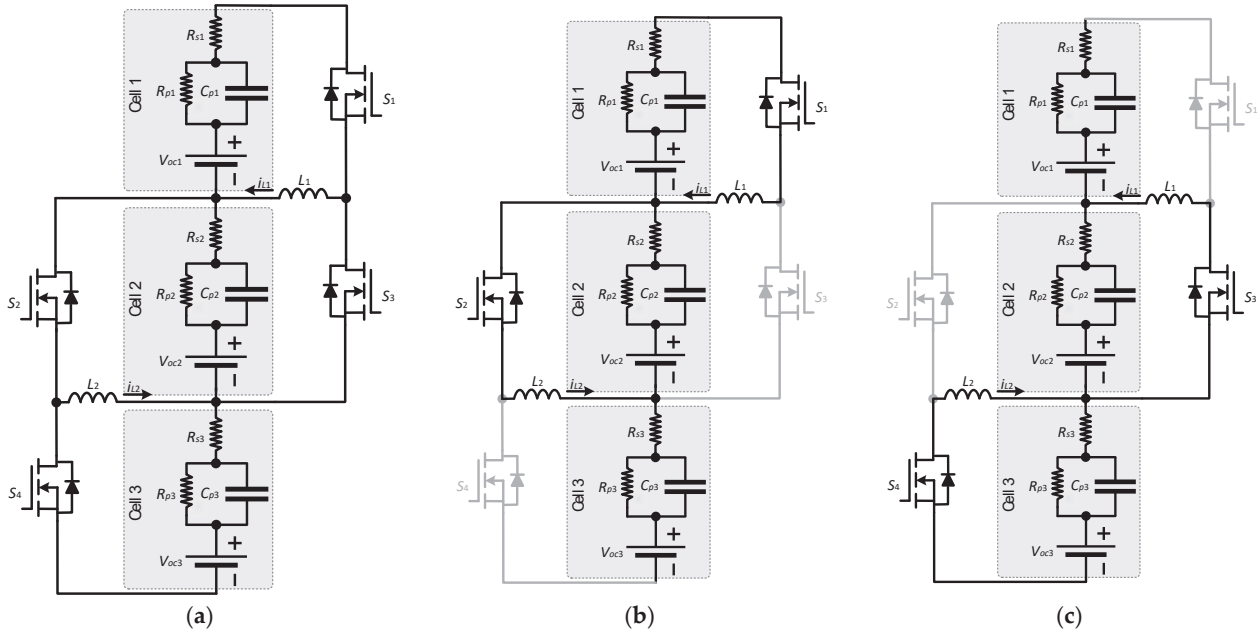 Rs1
Cell 1
Rp1
Cp1
S1
Voc1
+
iL1
L1
Rs2
Cell 2
Rp2
Cp2
S2
S3
Voc2
+
L2
iL2
Rs3
Cell 3
Rp3
Cp3
S4
Voc3
+
(a)
Rs1
Cell 1
Rp1
Cp1
S1
Voc1
+
iL1
L1
Rs2
Cell 2
Rp2
Cp2
S2
S3
Voc2
+
L2
iL2
Rs3
Cell 3
Rp3
Cp3
S4
Voc3
+
(b)
Rs1
Cell 1
Rp1
Cp1
S1
Voc1
+
iL1
L1
Rs2
Cell 2
Rp2
Cp2
S2
S3
Voc2
+
L2
iL2
Rs3
Cell 3
Rp3
Cp3
S4
Voc3
+
(c)